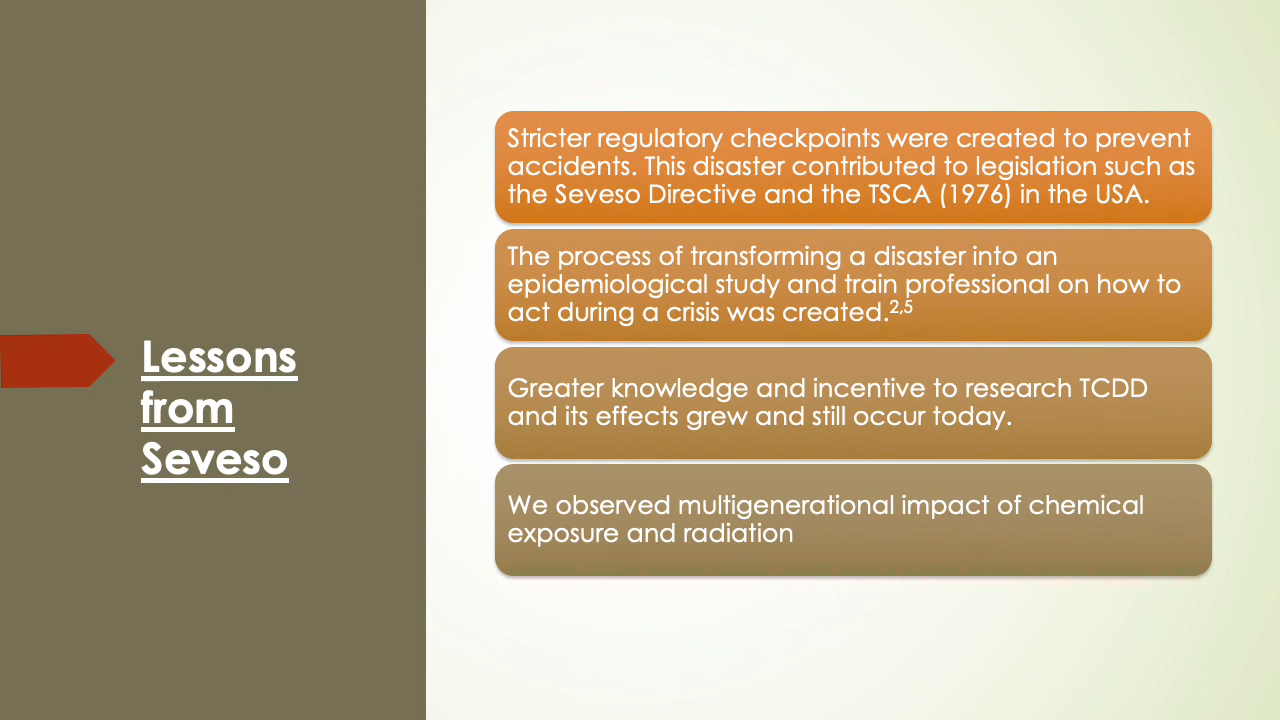 Lessons
from
Seveso
Stricter regulatory checkpoints were created to prevent
accidents. This disaster contributed to legislation such as
the Seveso Directive and the TSCA (1976) in the USA.
The process of transforming a disaster into an
epidemiological study and train professional on how to
act during a crisis was created.2,5
Greater knowledge and incentive to research TCDD
and its effects grew and still occur today.
We observed multigenerational impact of chemical
exposure and radiation